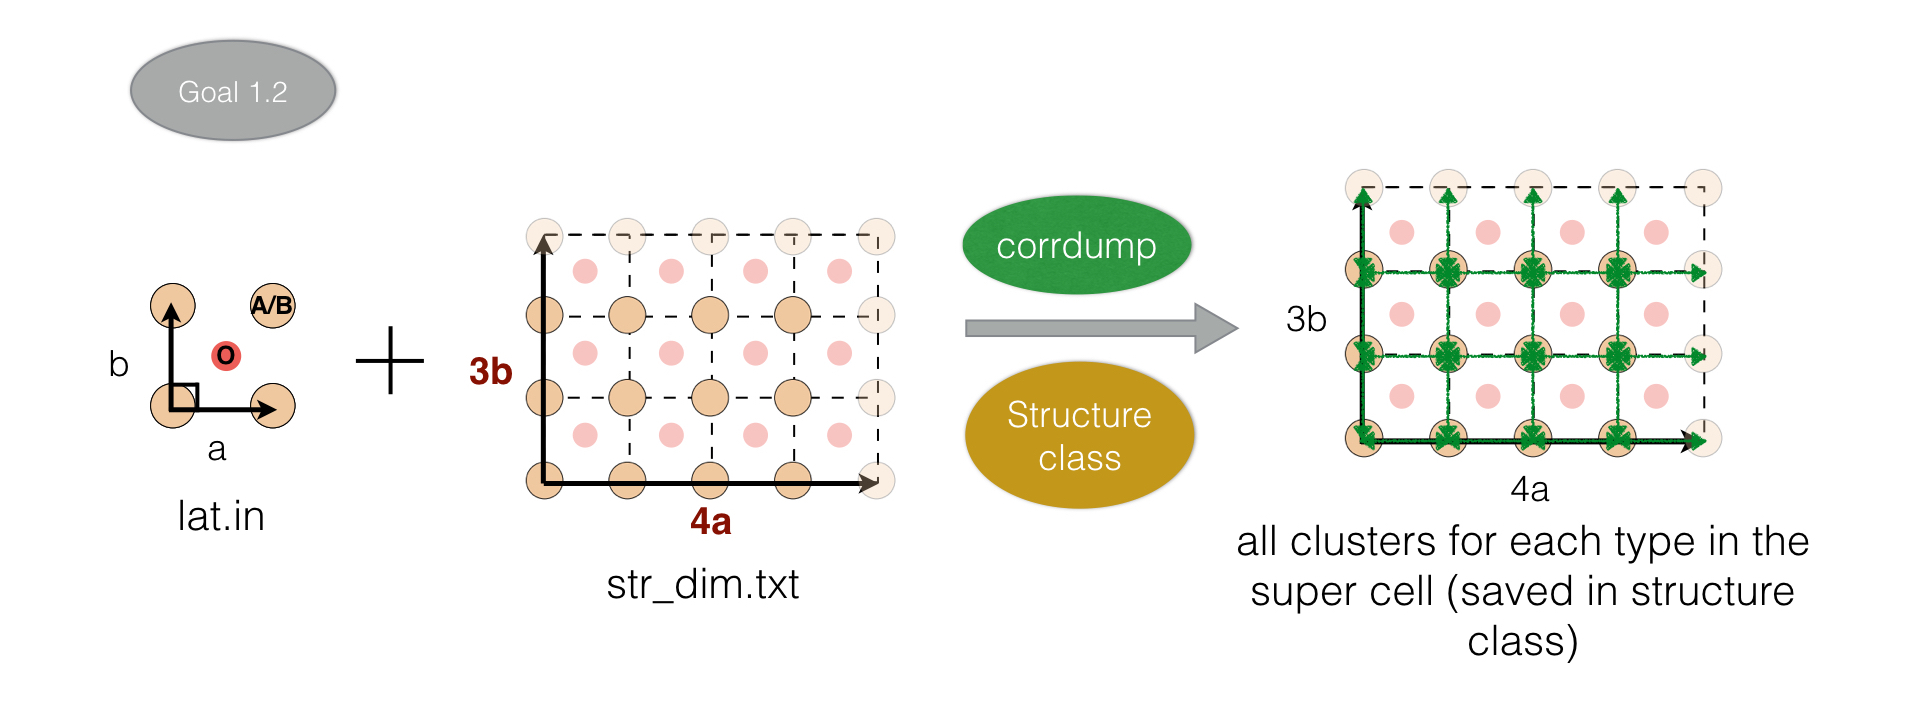 Goal 1.2
A/B
O
b
a
lat.in
3b
4a
str_dim.txt
corrdump
Structure
class
3b
4a
all clusters for each type in the
super cell (saved in structure
class)